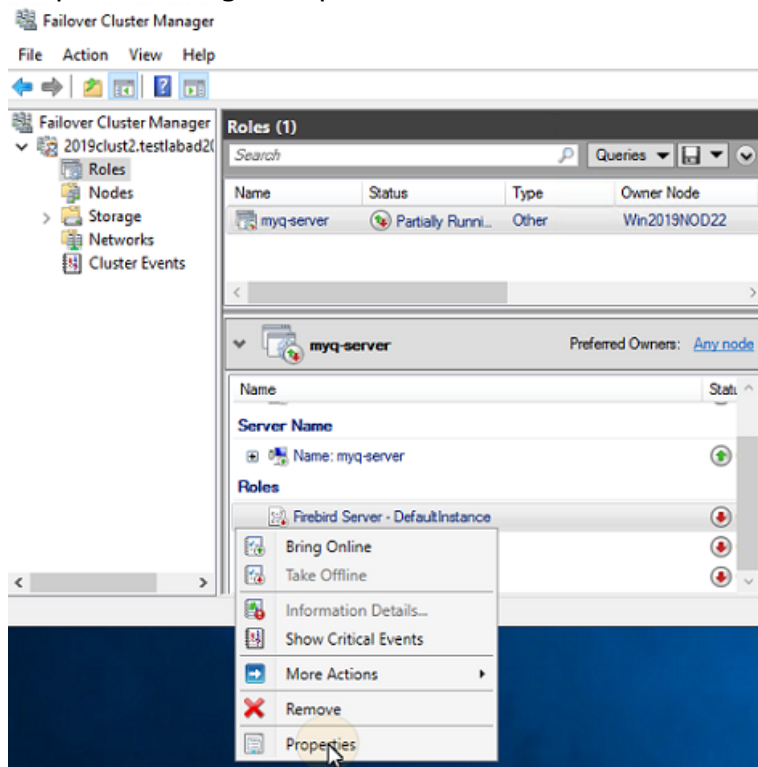 Failover Cluster Manager
File Action View Help
Failover Cluster Manager
2019clust2.testlabad20
Roles
Nodes
Storage
Networks
Cluster Events
Roles (1)
Search
Queries
Name Status Type Owner Node
myq-server Partially Runni... Other Win2019NOD22
myq-server Preferred Owners: Any node
Name Statu
Server Name
Name: myq-server
Roles
Firebird Server - DefaultInstance
Bring Online
Take Offline
Information Details...
Show Critical Events
More Actions
Remove
Properties